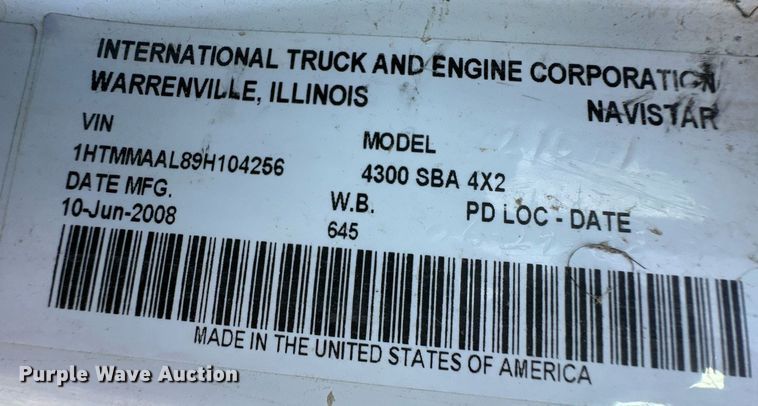 INTERNATIONAL TRUCK AND ENGINE CORPORATION
WARRENVILLE, ILLINOIS NAVISTAR
VIN MODEL
1HTMMAAL89H104256 4300 SBA 4X2
DATE MFG. W.B. PD LOC - DATE
10-Jun-2008 645
MADE IN THE UNITED STATES OF AMERICA
Purple Wave Auction